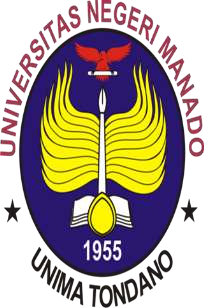 UNIVERSITAS NEGERI MANADO
1955
UNIMA TONDANO